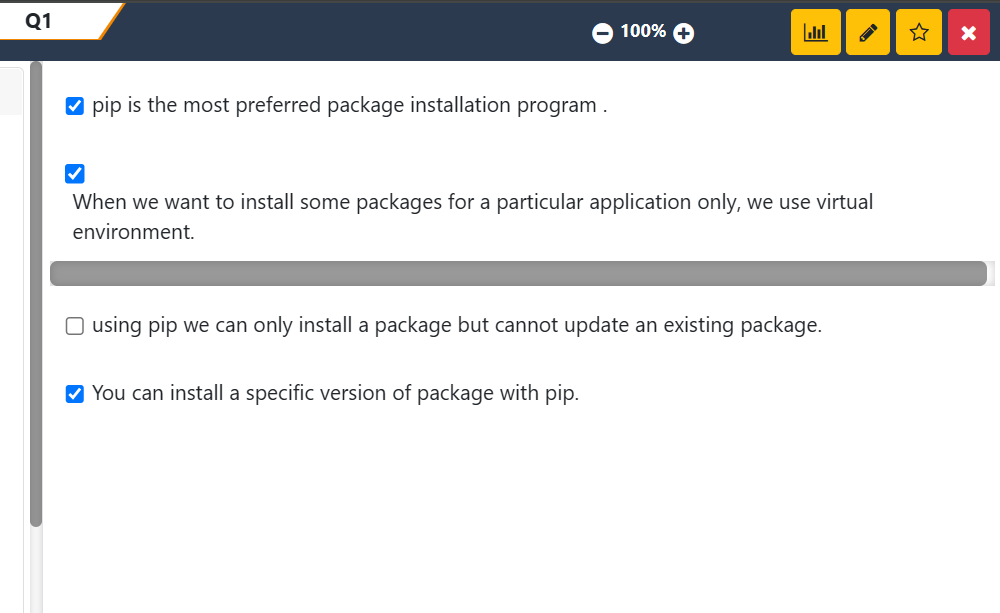 Q1
100%
pip is the most preferred package installation program .
When we want to install some packages for a particular application only, we use virtual
environment.
using pip we can only install a package but cannot update an existing package.
You can install a specific version of package with pip.